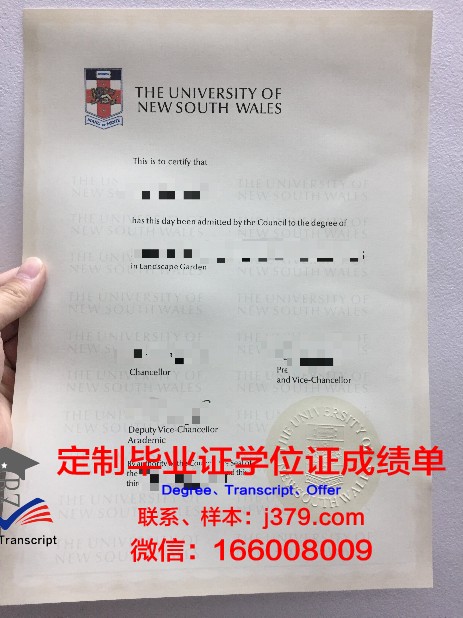 THE UNIVERSITY OF
NEW SOUTH WALES
This is to certify that
has this day been admitted by the Council to the degree of
in Landscape Garden
Chancellor
Pre
and Vice-Chancellor
Deputy Vice-Chancellor
Academic
定制毕业证学位证成绩单
Degree、Transcript、Offer
联系、样本：j379.com
微信：166008009
Transcript